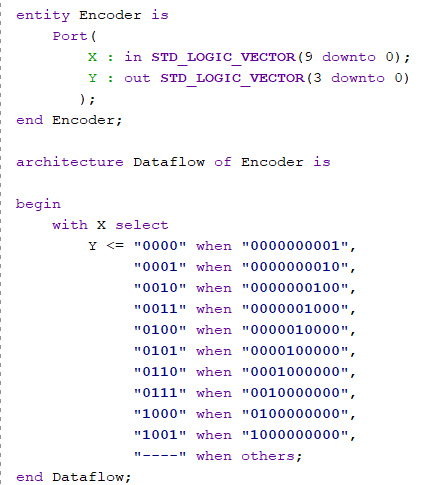 entity Encoder is
Port(
X : in STD_LOGIC_VECTOR(9 downto 0);
Y : out STD_LOGIC_VECTOR(3 downto 0)
);
end Encoder;
architecture Dataflow of Encoder is
begin
with X select
Y <= "0000" when "0000000001",
"0001" when "0000000010",
"0010" when "0000000100",
"0011" when "0000001000",
"0100" when "0000010000",
"0101" when "0000100000",
"0110" when "0001000000",
"0111" when "0010000000",
"1000" when "0100000000",
"1001" when "1000000000",
"----" when others;
end Dataflow;